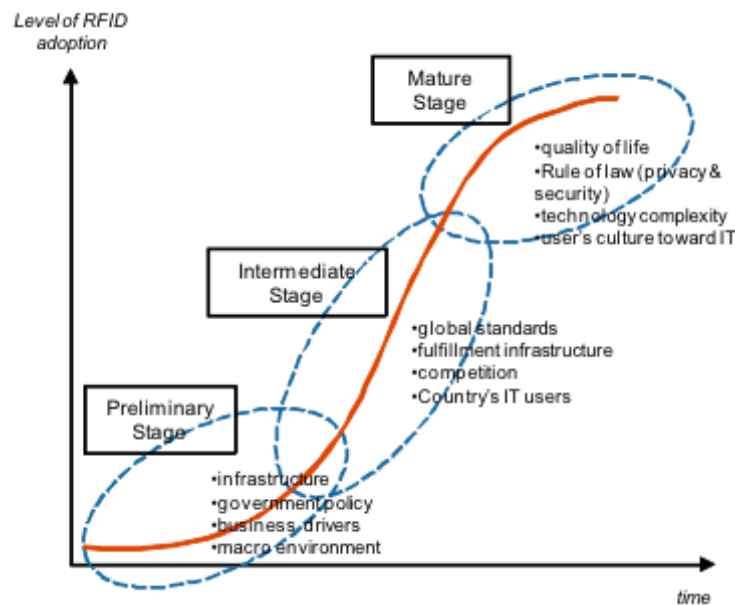 Level of RFID
adoption
Mature
Stage
•quality of life
•Rule of law (privacy &
security)
•technology complexity
•user's culture toward IT
Intermediate
Stage
•global standards
•fulfillment infrastructure
•competition
•Country's IT users
Preliminary
Stage
•infrastructure
•government policy
•business drivers
•macro environment
time